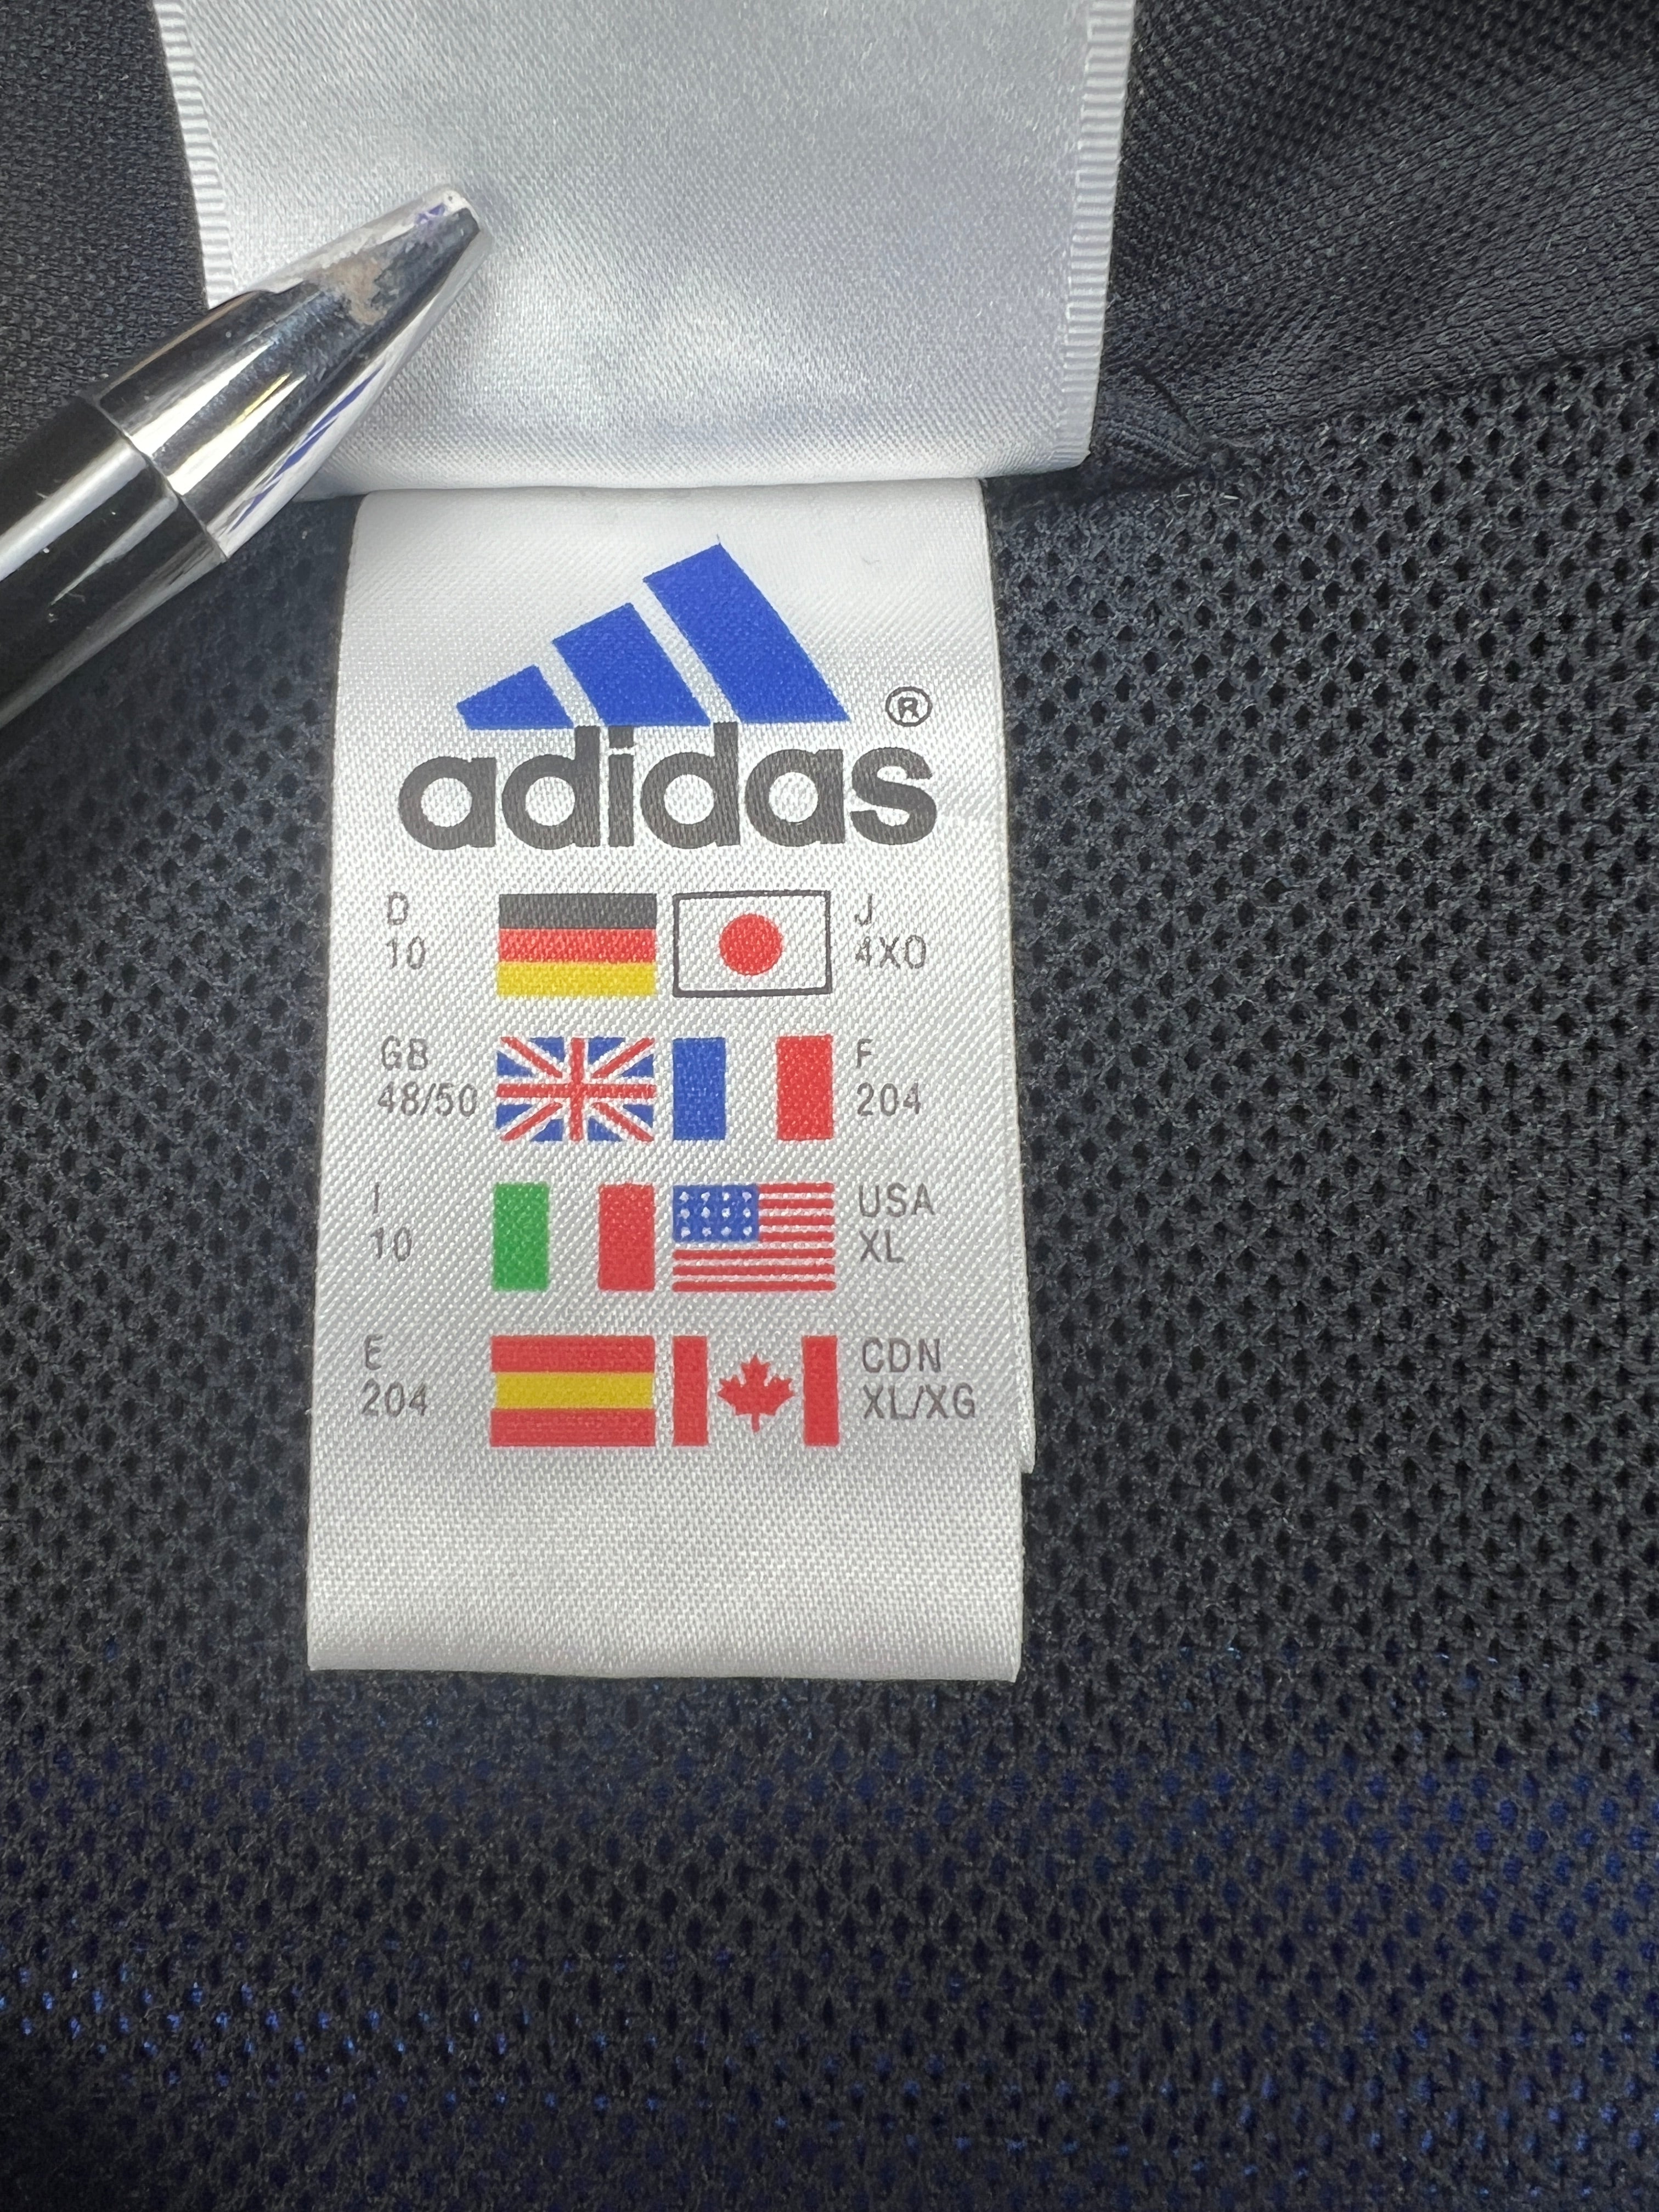 ®
adidas
D
10
J
4XO
GB
48/50
F
204
I
10
USA
XL
E
204
CDN
XL/XG